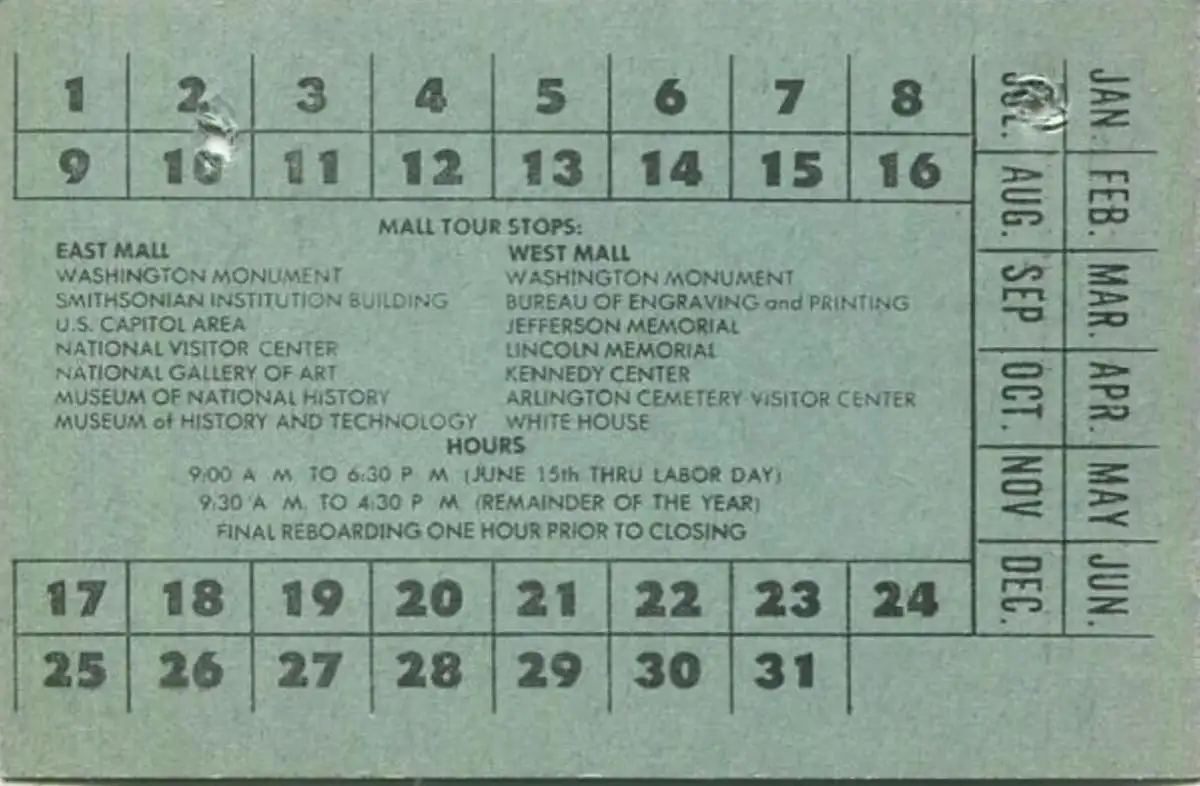 1 2 3 4 5 6 7 8
9 10 11 12 13 14 15 16
MALL TOUR STOPS:
EAST MALL
WASHINGTON MONUMENT
SMITHSONIAN INSTITUTION BUILDING
U.S. CAPITOL AREA
NATIONAL VISITOR CENTER
NATIONAL GALLERY OF ART
MUSEUM OF NATIONAL HISTORY
MUSEUM of HISTORY AND TECHNOLOGY
WEST MALL
WASHINGTON MONUMENT
BUREAU OF ENGRAVING and PRINTING
JEFFERSON MEMORIAL
LINCOLN MEMORIAL
KENNEDY CENTER
ARLINGTON CEMETERY VISITOR CENTER
WHITE HOUSE
HOURS
9:00 A. M. TO 6:30 P. M. (JUNE 15th THRU LABOR DAY)
9:30 A. M. TO 4:30 P. M. (REMAINDER OF THE YEAR)
FINAL REBOARDING ONE HOUR PRIOR TO CLOSING
17 18 19 20 21 22 23 24
25 26 27 28 29 30 31
JAN. FEB. MAR. APR. MAY JUN.
JUL. AUG. SEP OCT. NOV DEC.